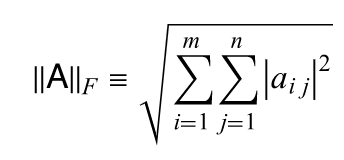 ‖A‖_F ≡ √(∑_{i=1}^{m} ∑_{j=1}^{n} |a_{ij}|²)